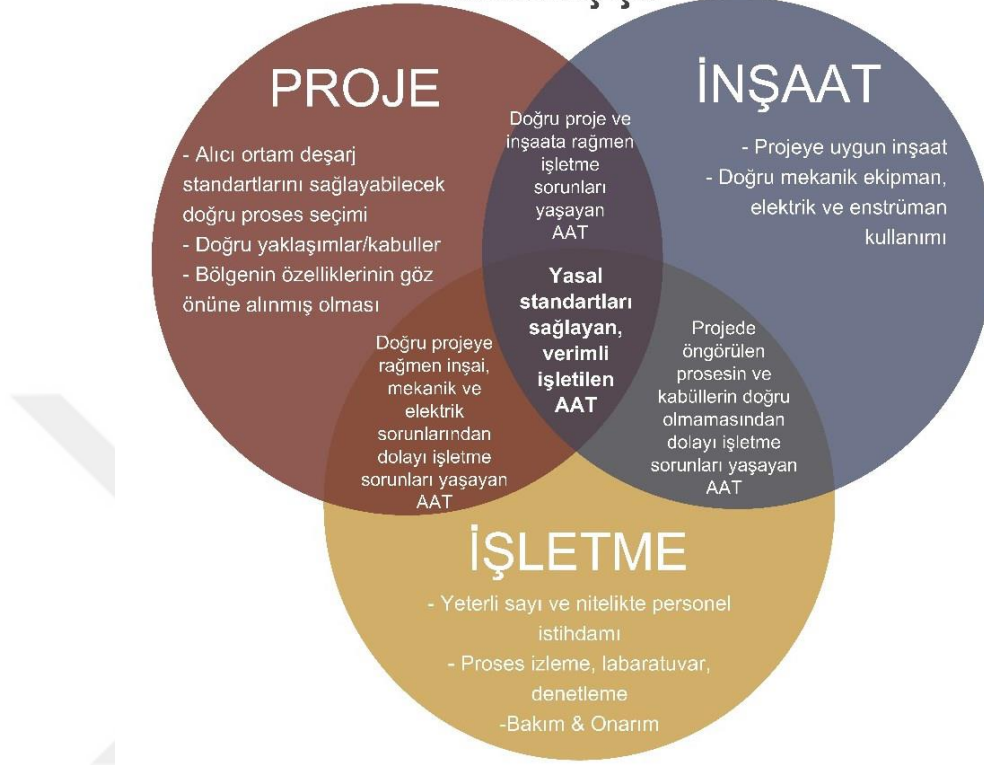 PROJE
- Alıcı ortam deşarj
standartlarını sağlayabilecek
doğru proses seçimi
- Doğru yaklaşımlar/kabuller
- Bölgenin özelliklerinin göz
önüne alınmış olması
Doğru proje ve
inşaata rağmen
işletme
sorunları
yaşayan
AAT
İNŞAAT
- Projeye uygun inşaat
- Doğru mekanik ekipman,
elektrik ve enstrüman
kullanımı
Yasal
standartları
sağlayan,
verimli
işletilen
AAT
Doğru projeye
rağmen inşai,
mekanik ve
elektrik
sorunlarından
dolayı işletme
sorunları yaşayan
AAT
Projede
öngörülen
prosesin ve
kabüllerin doğru
olmamasından
dolayı işletme
sorunları yaşayan
AAT
İŞLETME
- Yeterli sayı ve nitelikte personel
istihdamı
- Proses izleme, labaratuvar,
denetleme
-Bakım & Onarım